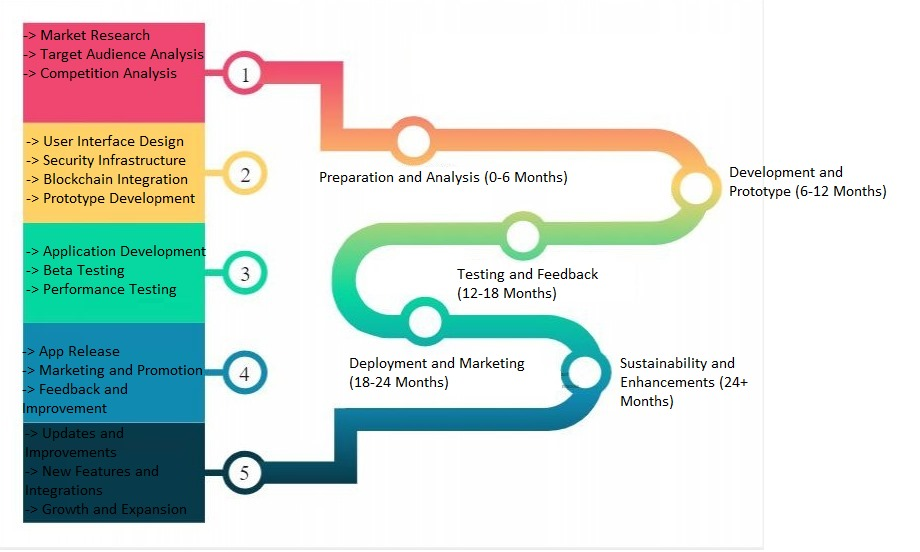 -> Market Research
-> Target Audience Analysis
-> Competition Analysis
1
-> User Interface Design
-> Security Infrastructure
-> Blockchain Integration
-> Prototype Development
2
-> Application Development
-> Beta Testing
-> Performance Testing
3
-> App Release
-> Marketing and Promotion
-> Feedback and
Improvement
4
-> Updates and
Improvements
-> New Features and
Integrations
-> Growth and Expansion
5
Preparation and Analysis (0-6 Months)
Development and
Prototype (6-12 Months)
Testing and Feedback
(12-18 Months)
Deployment and Marketing
(18-24 Months)
Sustainability and
Enhancements (24+
Months)